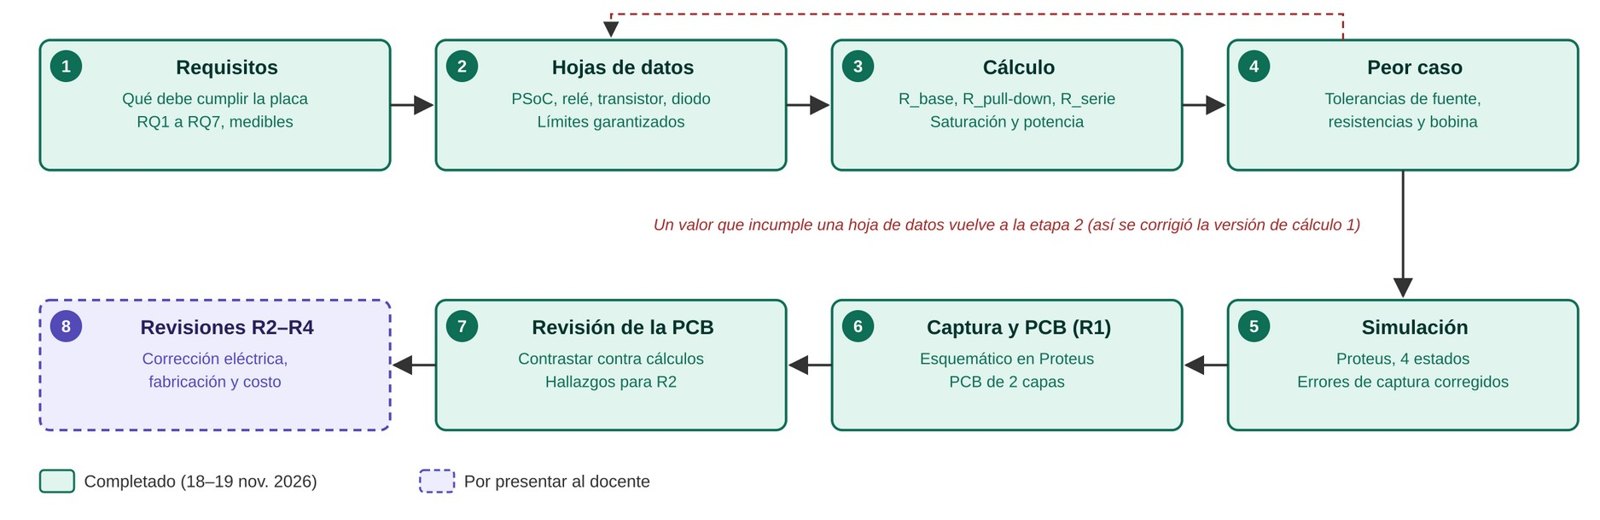 1
Requisitos
Qué debe cumplir la placa
RQ1 a RQ7, medibles
2
Hojas de datos
PSoC, relé, transistor, diodo
Límites garantizados
3
Cálculo
R_base, R_pull-down, R_serie
Saturación y potencia
4
Peor caso
Tolerancias de fuente,
resistencias y bobina
Un valor que incumple una hoja de datos vuelve a la etapa 2 (así se corrigió la versión de cálculo 1)
8
Revisiones R2–R4
Corrección eléctrica,
fabricación y costo
7
Revisión de la PCB
Contrastar contra cálculos
Hallazgos para R2
6
Captura y PCB (R1)
Esquemático en Proteus
PCB de 2 capas
5
Simulación
Proteus, 4 estados
Errores de captura corregidos
Completado (18–19 nov. 2026)
Por presentar al docente